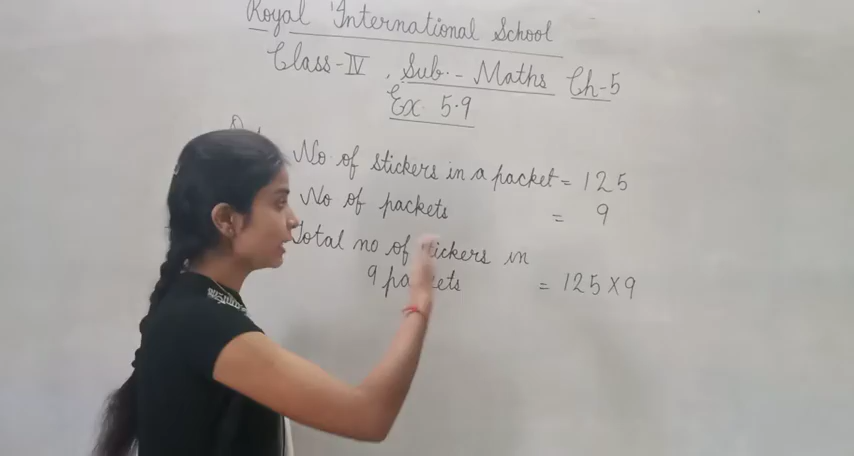 Royal International School
Class-IV, Sub.- Maths Ch-5
Ex 5.9
No. of stickers in a packet = 125
No of packets = 9
Total no of stickers in
9 packets = 125 × 9